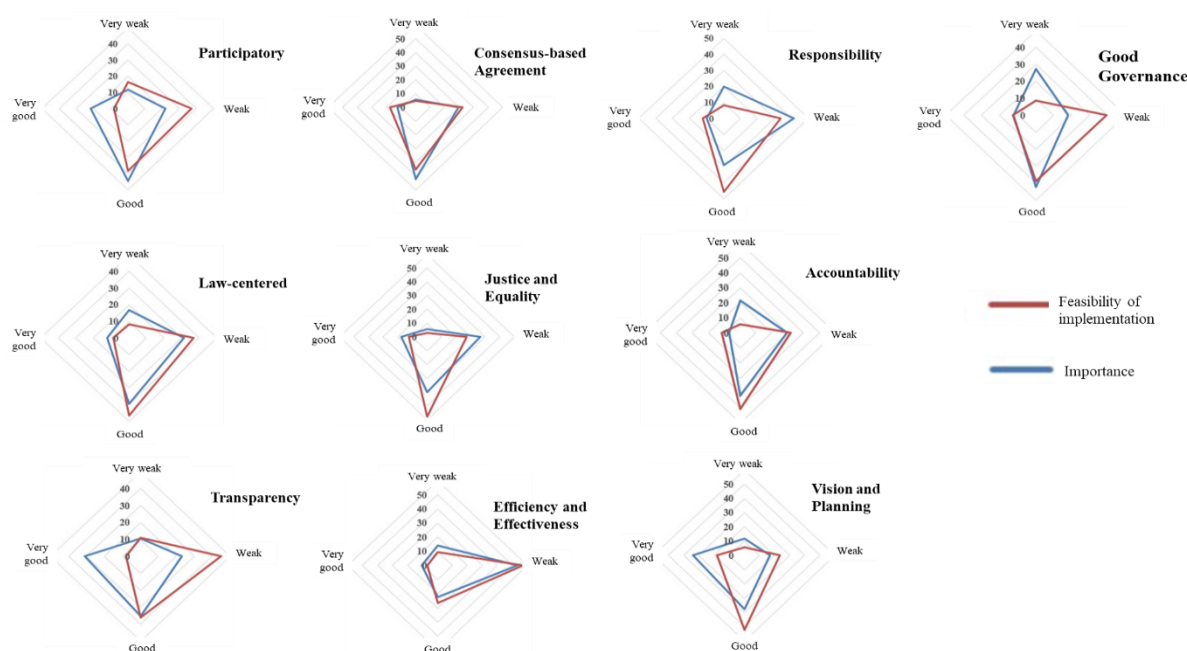 Very weak
40
30
20
10
0
Participatory
Very
good
Weak
Good
Very weak
50
40
30
20
10
0
Consensus-based
Agreement
Very
good
Weak
Good
Very weak
50
40
30
20
10
0
Responsibility
Very
good
Weak
Good
Very weak
40
30
20
10
0
Good
Governance
Very
good
Weak
Good
Very weak
40
30
20
10
0
Law-centered
Very
good
Weak
Good
Very weak
50
40
30
20
10
0
Justice and
Equality
Very
good
Weak
Good
Very weak
50
40
30
20
10
0
Accountability
Very
good
Weak
Good
Feasibility of
implementation
Importance
Very weak
40
30
20
10
0
Transparency
Very
good
Weak
Good
Very weak
50
40
30
20
10
0
Efficiency and
Effectiveness
Very
good
Weak
Good
Very weak
50
40
30
20
10
0
Vision and
Planning
Very
good
Weak
Good